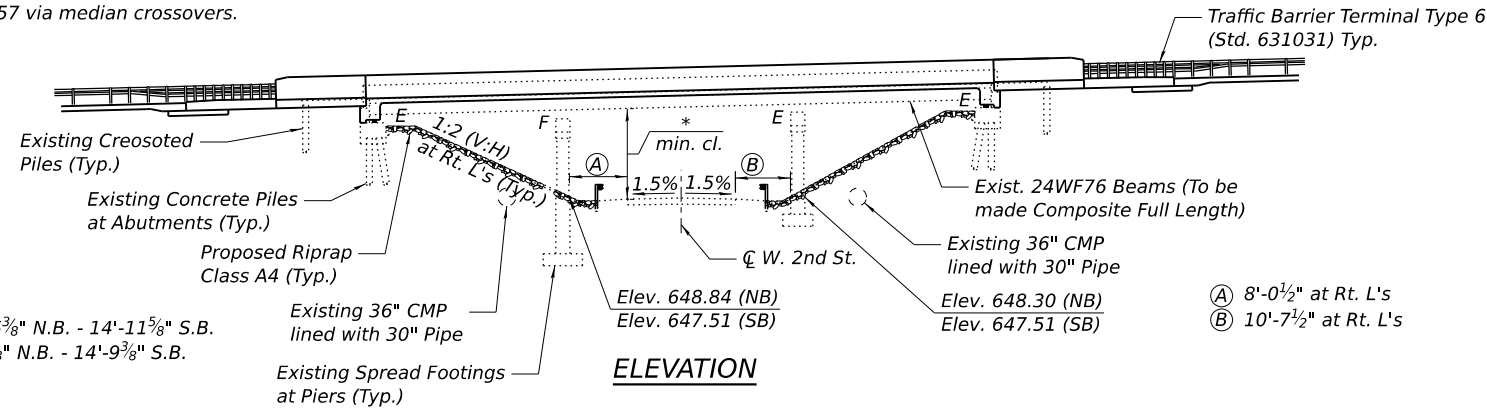 57 via median crossovers.
Traffic Barrier Terminal Type 6
(Std. 631031) Typ.
E
1:2 (V:H)
at Rt. L's (Typ.)
F
*
min. cl.
E
E
A
B
1.5%
1.5%
Existing Creosoted
Piles (Typ.)
Existing Concrete Piles
at Abutments (Typ.)
Proposed Riprap
Class A4 (Typ.)
Existing 36" CMP
lined with 30" Pipe
Existing Spread Footings
at Piers (Typ.)
℄ W. 2nd St.
Elev. 648.84 (NB)
Elev. 647.51 (SB)
Exist. 24WF76 Beams (To be
made Composite Full Length)
Existing 36" CMP
lined with 30" Pipe
Elev. 648.30 (NB)
Elev. 647.51 (SB)
A 8'-0½" at Rt. L's
B 10'-7½" at Rt. L's
⅜" N.B. - 14'-11⅝" S.B.
" N.B. - 14'-9⅜" S.B.
ELEVATION